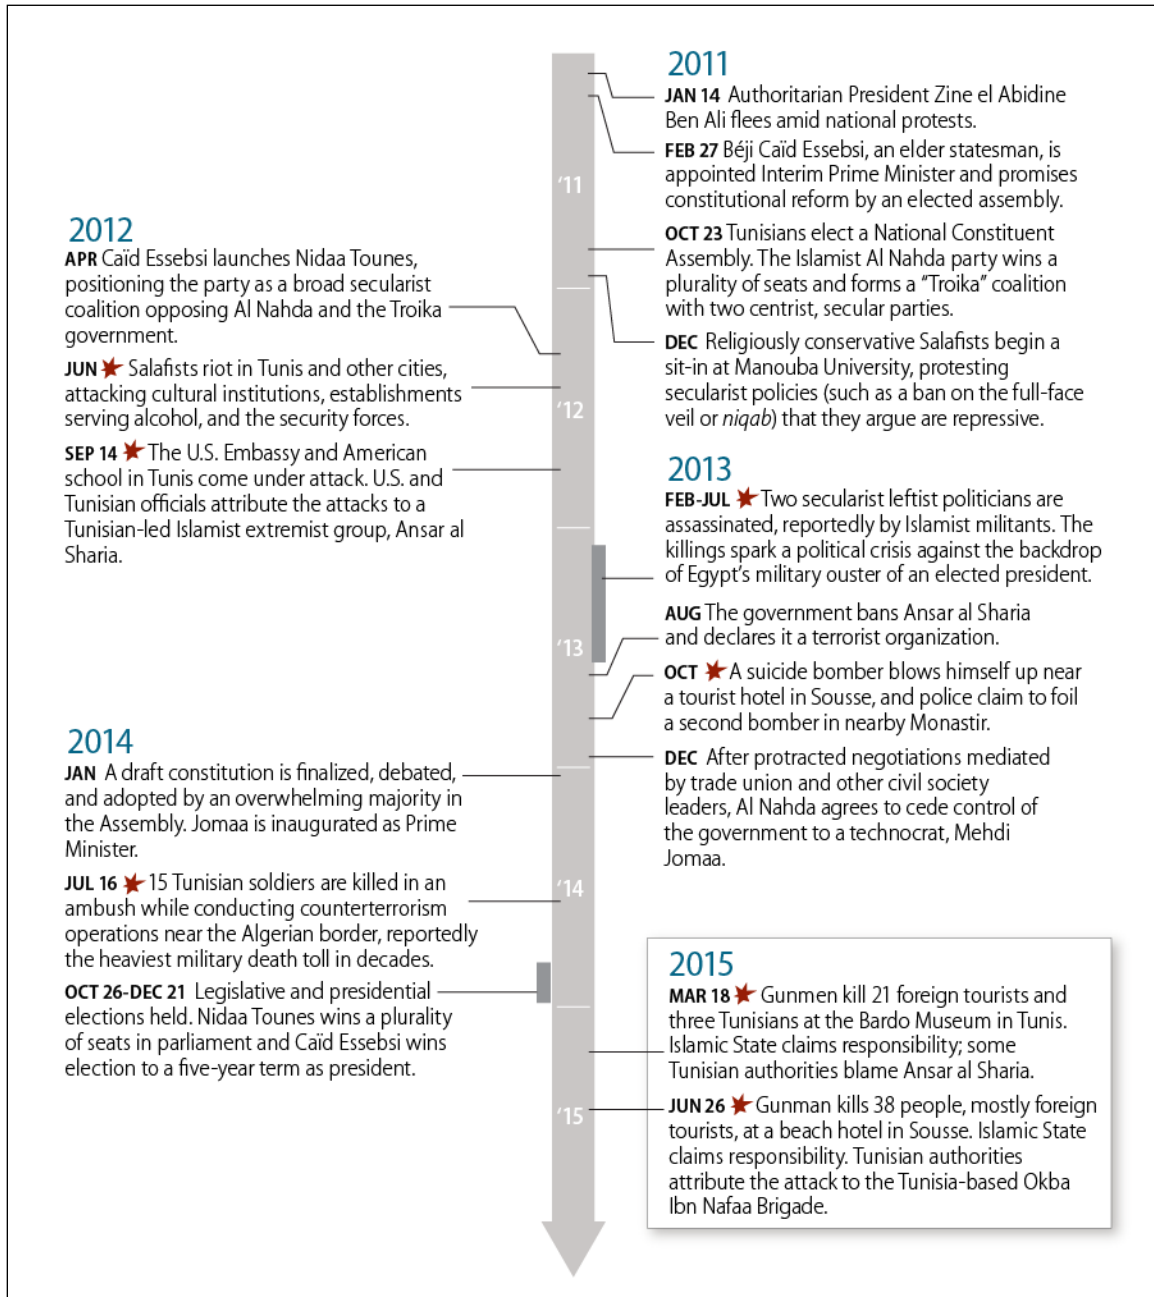 2011
JAN 14 Authoritarian President Zine el Abidine
Ben Ali flees amid national protests.
FEB 27 Béji Caïd Essebsi, an elder statesman, is
appointed Interim Prime Minister and promises
constitutional reform by an elected assembly.
OCT 23 Tunisians elect a National Constituent
Assembly. The Islamist Al Nahda party wins a
plurality of seats and forms a “Troika” coalition
with two centrist, secular parties.
DEC Religiously conservative Salafists begin a
sit-in at Manouba University, protesting
secularist policies (such as a ban on the full-face
veil or niqab) that they argue are repressive.
‘11
2012
APR Caïd Essebsi launches Nidaa Tounes,
positioning the party as a broad secularist
coalition opposing Al Nahda and the Troika
government.
JUN Salafists riot in Tunis and other cities,
attacking cultural institutions, establishments
serving alcohol, and the security forces.
SEP 14 The U.S. Embassy and American
school in Tunis come under attack. U.S. and
Tunisian officials attribute the attacks to a
Tunisian-led Islamist extremist group, Ansar al
Sharia.
‘12
2013
FEB-JUL Two secularist leftist politicians are
assassinated, reportedly by Islamist militants. The
killings spark a political crisis against the backdrop
of Egypt’s military ouster of an elected president.
AUG The government bans Ansar al Sharia
and declares it a terrorist organization.
OCT A suicide bomber blows himself up near
a tourist hotel in Sousse, and police claim to foil
a second bomber in nearby Monastir.
DEC After protracted negotiations mediated
by trade union and other civil society
leaders, Al Nahda agrees to cede control of
the government to a technocrat, Mehdi
Jomaa.
‘13
2014
JAN A draft constitution is finalized, debated,
and adopted by an overwhelming majority in
the Assembly. Jomaa is inaugurated as Prime
Minister.
JUL 16 15 Tunisian soldiers are killed in an
ambush while conducting counterterrorism
operations near the Algerian border, reportedly
the heaviest military death toll in decades.
OCT 26-DEC 21 Legislative and presidential
elections held. Nidaa Tounes wins a plurality
of seats in parliament and Caïd Essebsi wins
election to a five-year term as president.
‘14
2015
MAR 18 Gunmen kill 21 foreign tourists and
three Tunisians at the Bardo Museum in Tunis.
Islamic State claims responsibility; some
Tunisian authorities blame Ansar al Sharia.
JUN 26 Gunman kills 38 people, mostly foreign
tourists, at a beach hotel in Sousse. Islamic State
claims responsibility. Tunisian authorities
attribute the attack to the Tunisia-based Okba
Ibn Nafaa Brigade.
‘15